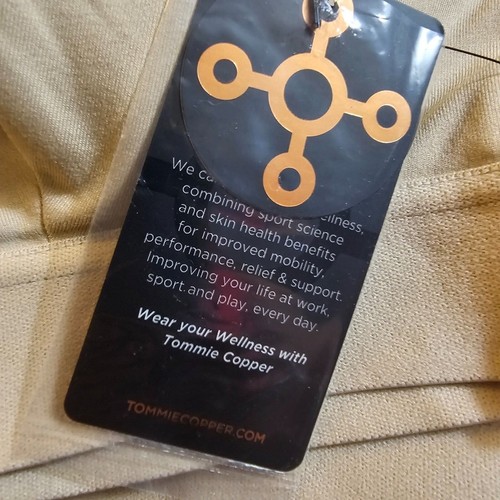 We
ellness,
combining sport science
and skin health benefits
for improved mobility,
performance, relief & support.
Improving your life at work,
sport and play, every day.
Wear your Wellness with
Tommie Copper
TOMMIECOPPER.COM